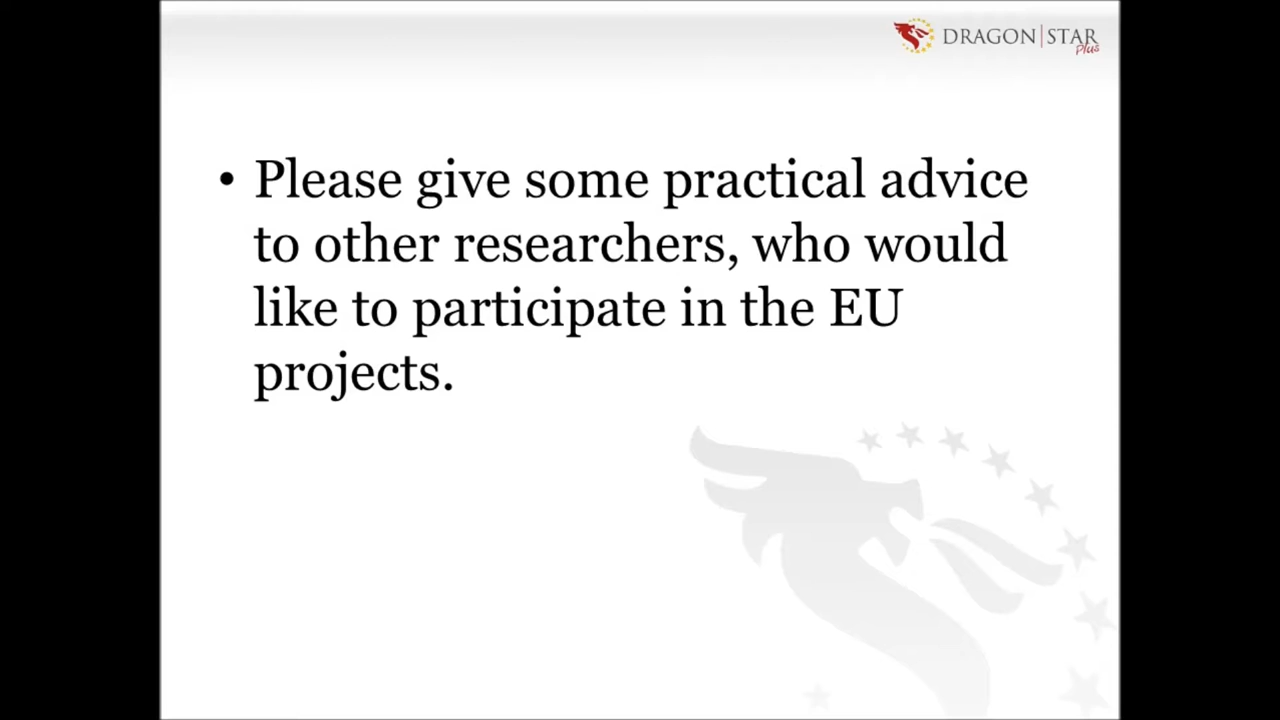 DRAGON|STAR
plus
• Please give some practical advice
to other researchers, who would
like to participate in the EU
projects.